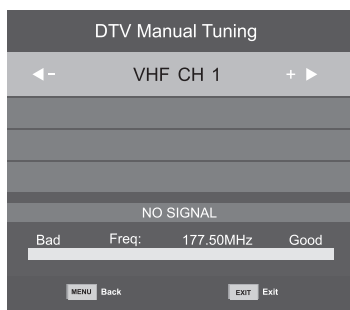 DTV Manual Tuning
- VHF CH 1 +
NO SIGNAL
Bad Freq: 177.50MHz Good
MENU Back EXIT Exit